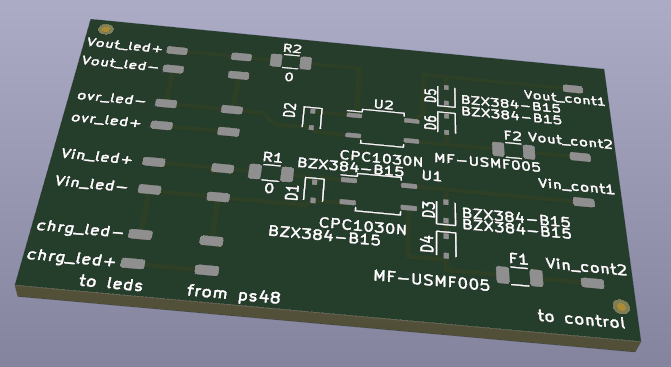 Vout_led+
Vout_led-
ovr_led-
ovr_led+
Vin_led+
Vin_led-
chrg_led-
chrg_led+
to leds
from ps48
R2
0
D2
U2
CPC1030N
BZX384-B15
R1
0
D1
U1
CPC1030N
BZX384-B15
D5
BZX384-B15
D6
BZX384-B15
Vout_cont1
F2
Vout_cont2
MF-USMF005
Vin_cont1
D3
BZX384-B15
BZX384-B15
D4
F1
Vin_cont2
MF-USMF005
to control